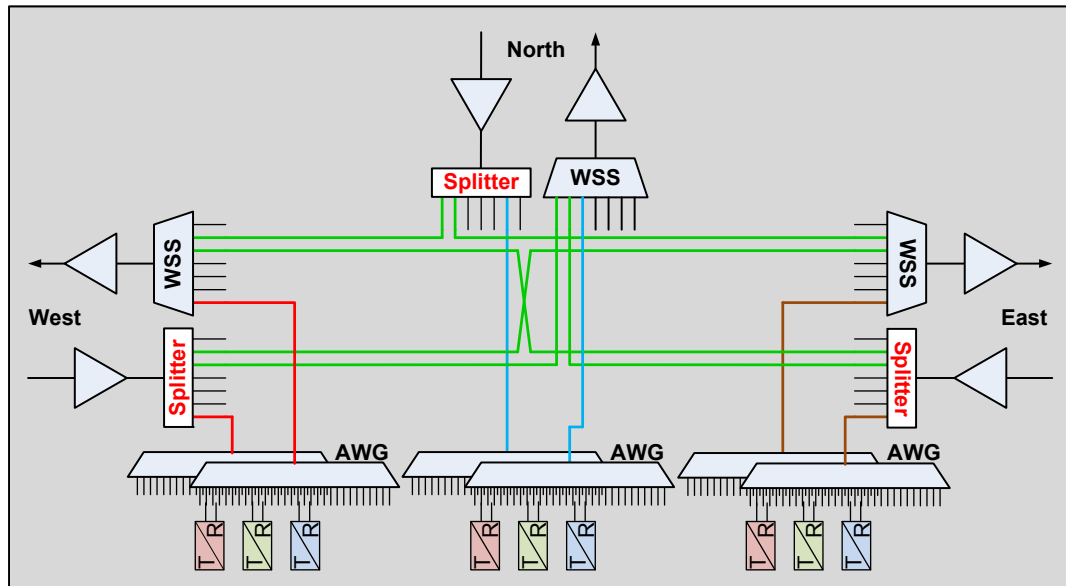 North
Splitter
WSS
WSS
WSS
West
East
Splitter
Splitter
AWG
AWG
AWG
T/R
T/R
T/R
T/R
T/R
T/R
T/R
T/R
T/R